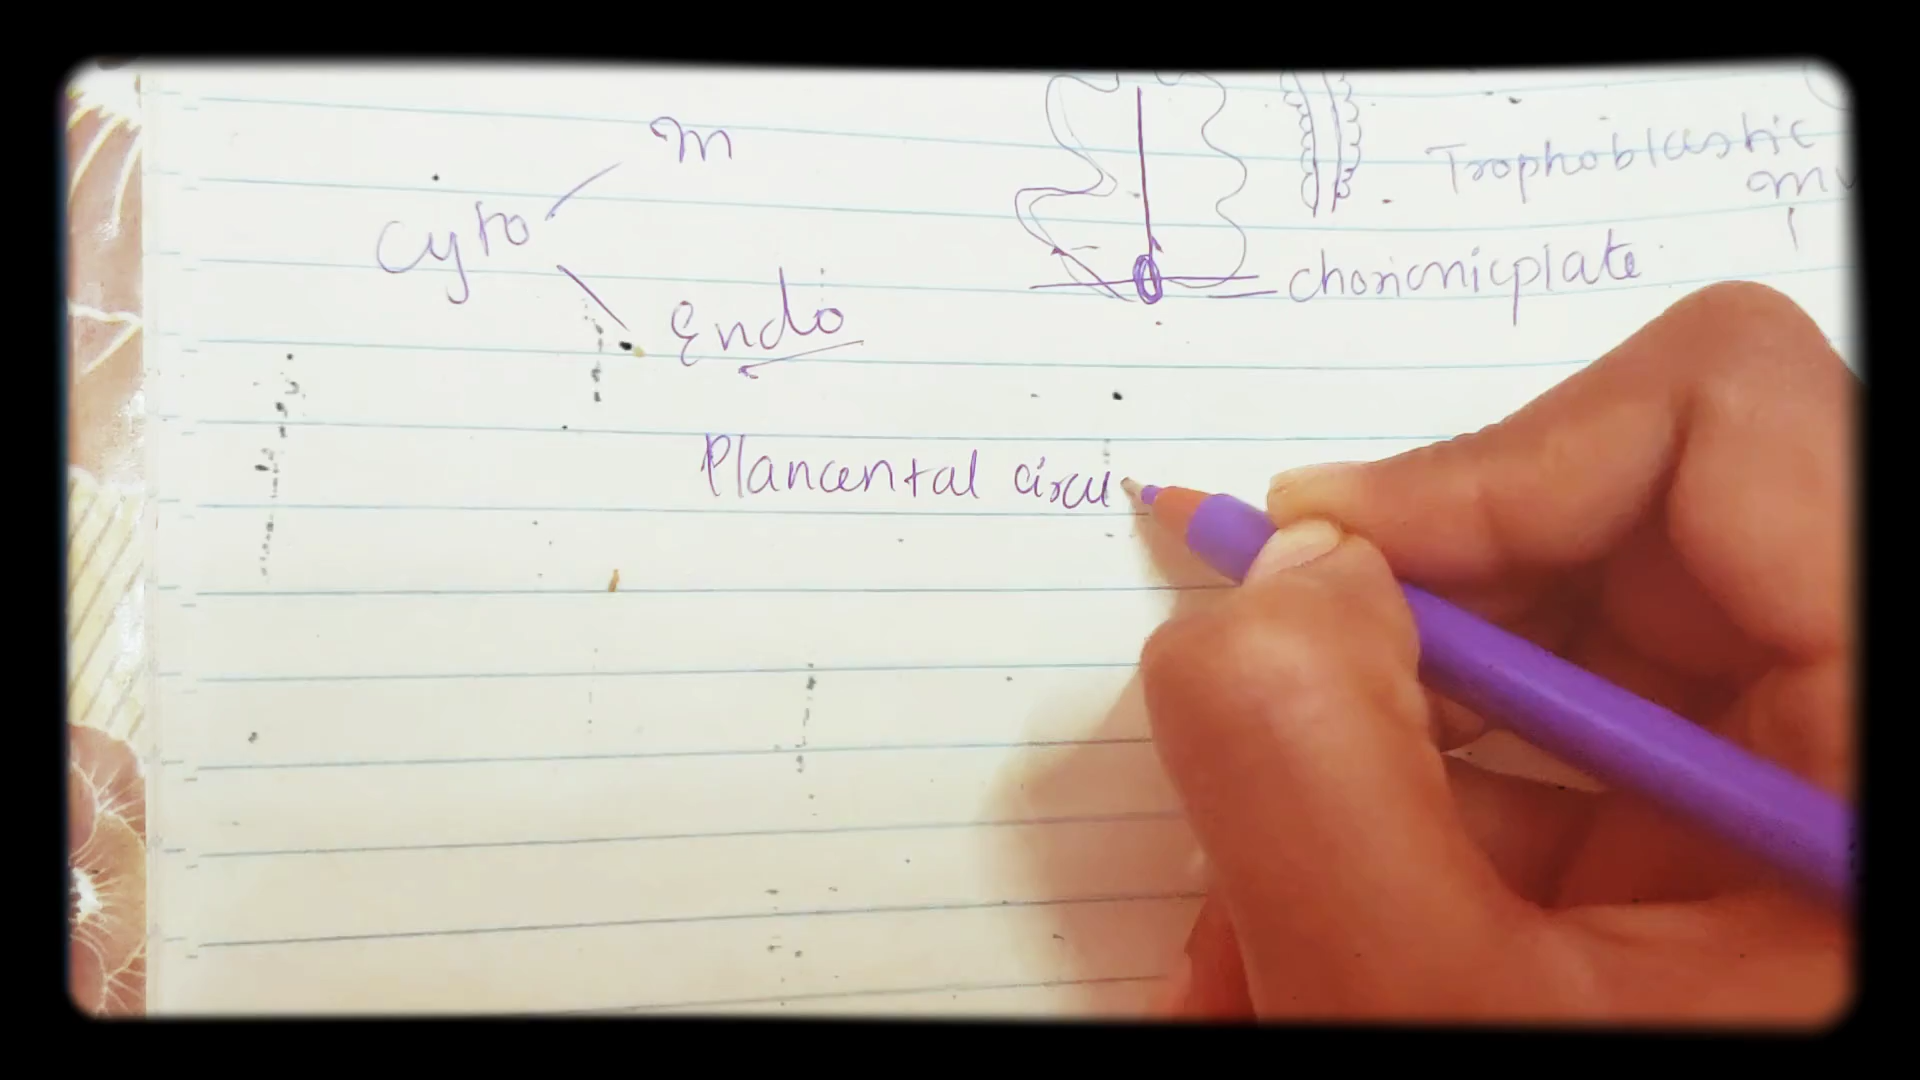 m
Cyto
Endo
Trophoblastic
chorionicplate
Plancental circu